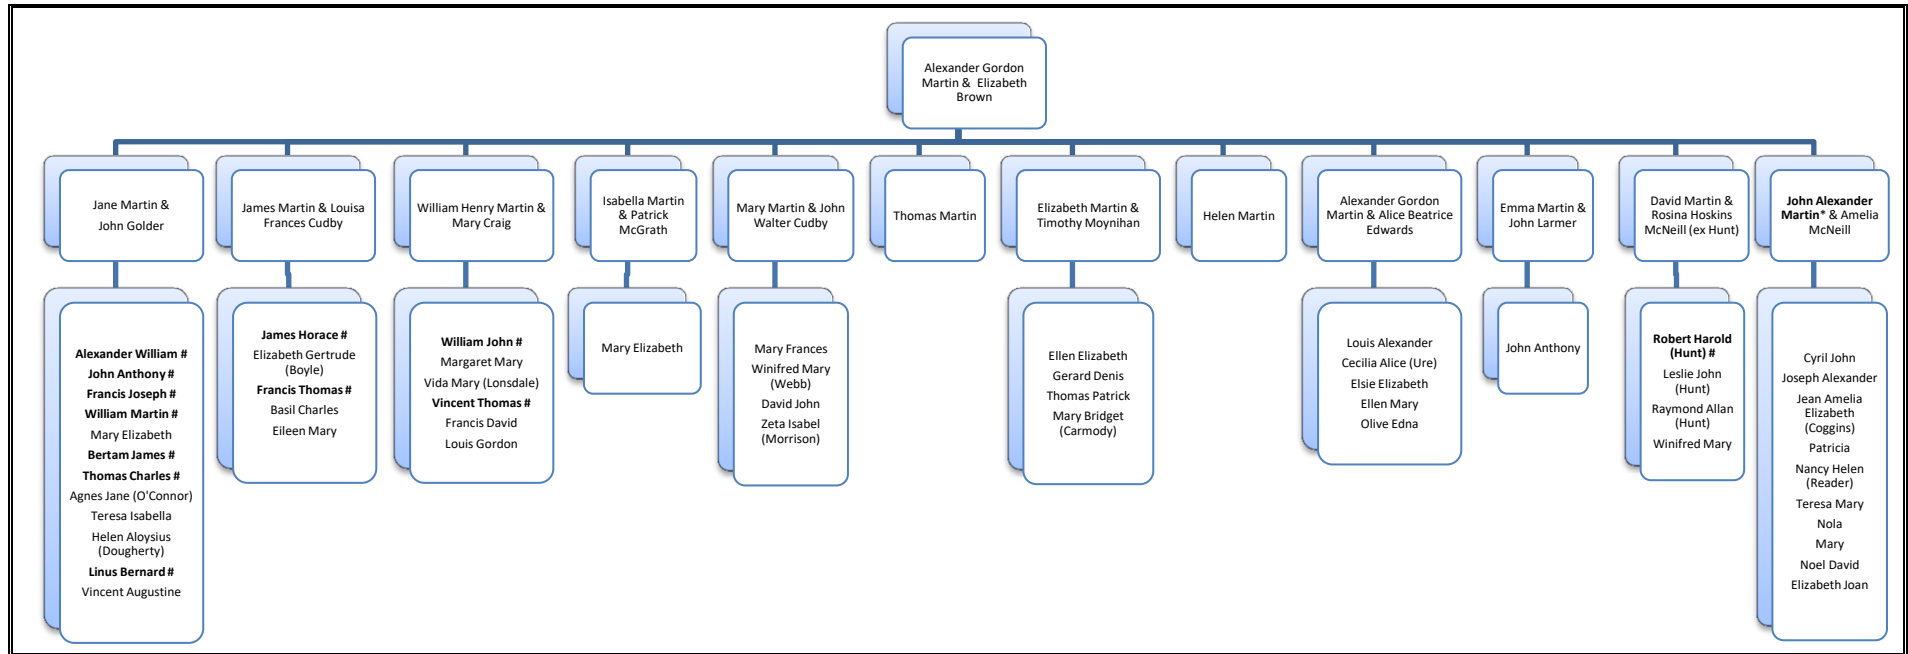 Alexander Gordon
Martin & Elizabeth
Brown
Jane Martin &
John Golder
James Martin & Louisa
Frances Cudby
William Henry Martin &
Mary Craig
Isabella Martin
& Patrick
McGrath
Mary Martin & John
Walter Cudby
Thomas Martin
Elizabeth Martin &
Timothy Moynihan
Helen Martin
Alexander Gordon
Martin & Alice Beatrice
Edwards
Emma Martin &
John Larmer
David Martin &
Rosina Hoskins
McNeill (ex Hunt)
John Alexander
Martin* & Amelia
McNeill
Alexander William #
John Anthony #
Francis Joseph #
William Martin #
Mary Elizabeth
Bertam James #
Thomas Charles #
Agnes Jane (O'Connor)
Teresa Isabella
Helen Aloysius
(Dougherty)
Linus Bernard #
Vincent Augustine
James Horace #
Elizabeth Gertrude
(Boyle)
Francis Thomas #
Basil Charles
Eileen Mary
William John #
Margaret Mary
Vida Mary (Lonsdale)
Vincent Thomas #
Francis David
Louis Gordon
Mary Elizabeth
Mary Frances
Winifred Mary
(Webb)
David John
Zeta Isabel
(Morrison)
Ellen Elizabeth
Gerard Denis
Thomas Patrick
Mary Bridget
(Carmody)
Louis Alexander
Cecilia Alice (Ure)
Elsie Elizabeth
Ellen Mary
Olive Edna
John Anthony
Robert Harold
(Hunt) #
Leslie John
(Hunt)
Raymond Allan
(Hunt)
Winifred Mary
Cyril John
Joseph Alexander
Jean Amelia
Elizabeth
(Coggins)
Patricia
Nancy Helen
(Reader)
Teresa Mary
Nola
Mary
Noel David
Elizabeth Joan